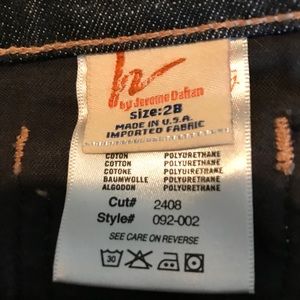 by Jerome Dahan
size:28
MADE IN U.S.A.
IMPORTED FABRIC
COTON POLYURETHANE
COTTON POLYURETHANE
COTONE POLYURETHANE
BAUMWOLLE POLYURETHANE
ALGODON POLYURETHANE
Cut# 2408
Style# 092-002
SEE CARE ON REVERSE
30